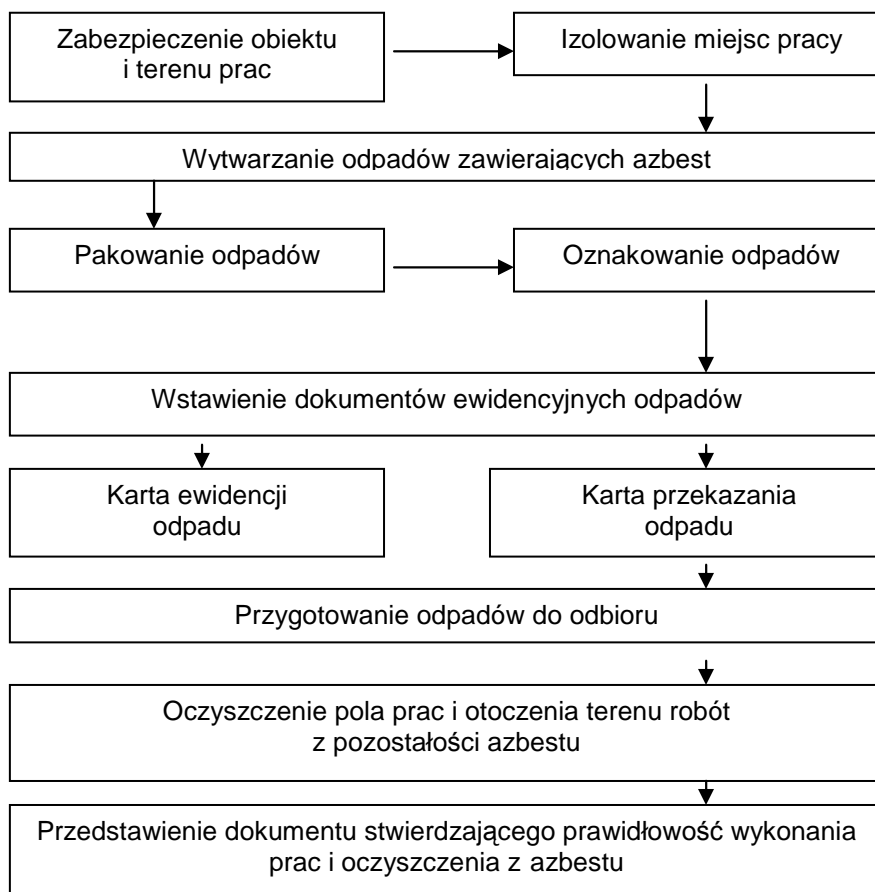 Zabezpieczenie obiektu
i terenu prac
Izolowanie miejsc pracy
Wytwarzanie odpadów zawierających azbest
Pakowanie odpadów
Oznakowanie odpadów
Wstawienie dokumentów ewidencyjnych odpadów
Karta ewidencji
odpadu
Karta przekazania
odpadu
Przygotowanie odpadów do odbioru
Oczyszczenie pola prac i otoczenia terenu robót
z pozostałości azbestu
Przedstawienie dokumentu stwierdzającego prawidłowość wykonania
prac i oczyszczenia z azbestu